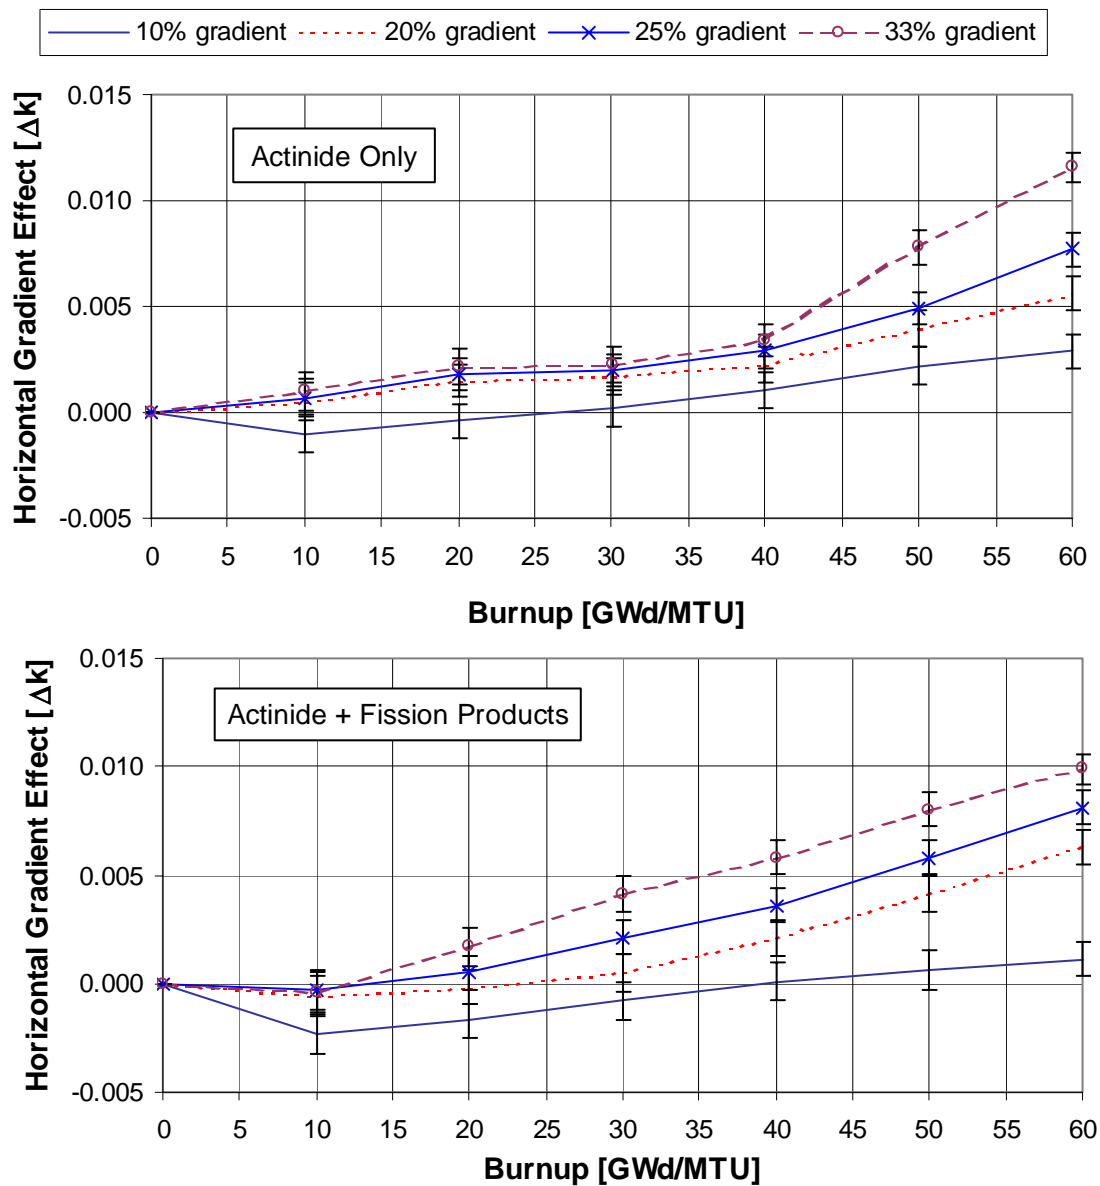 10% gradient 20% gradient 25% gradient 33% gradient
Horizontal Gradient Effect [Δk]
0.015
0.010
0.005
0.000
-0.005
Actinide Only
0 5 10 15 20 25 30 35 40 45 50 55 60
Burnup [GWd/MTU]
Horizontal Gradient Effect [Δk]
0.015
0.010
0.005
0.000
-0.005
Actinide + Fission Products
0 5 10 15 20 25 30 35 40 45 50 55 60
Burnup [GWd/MTU]